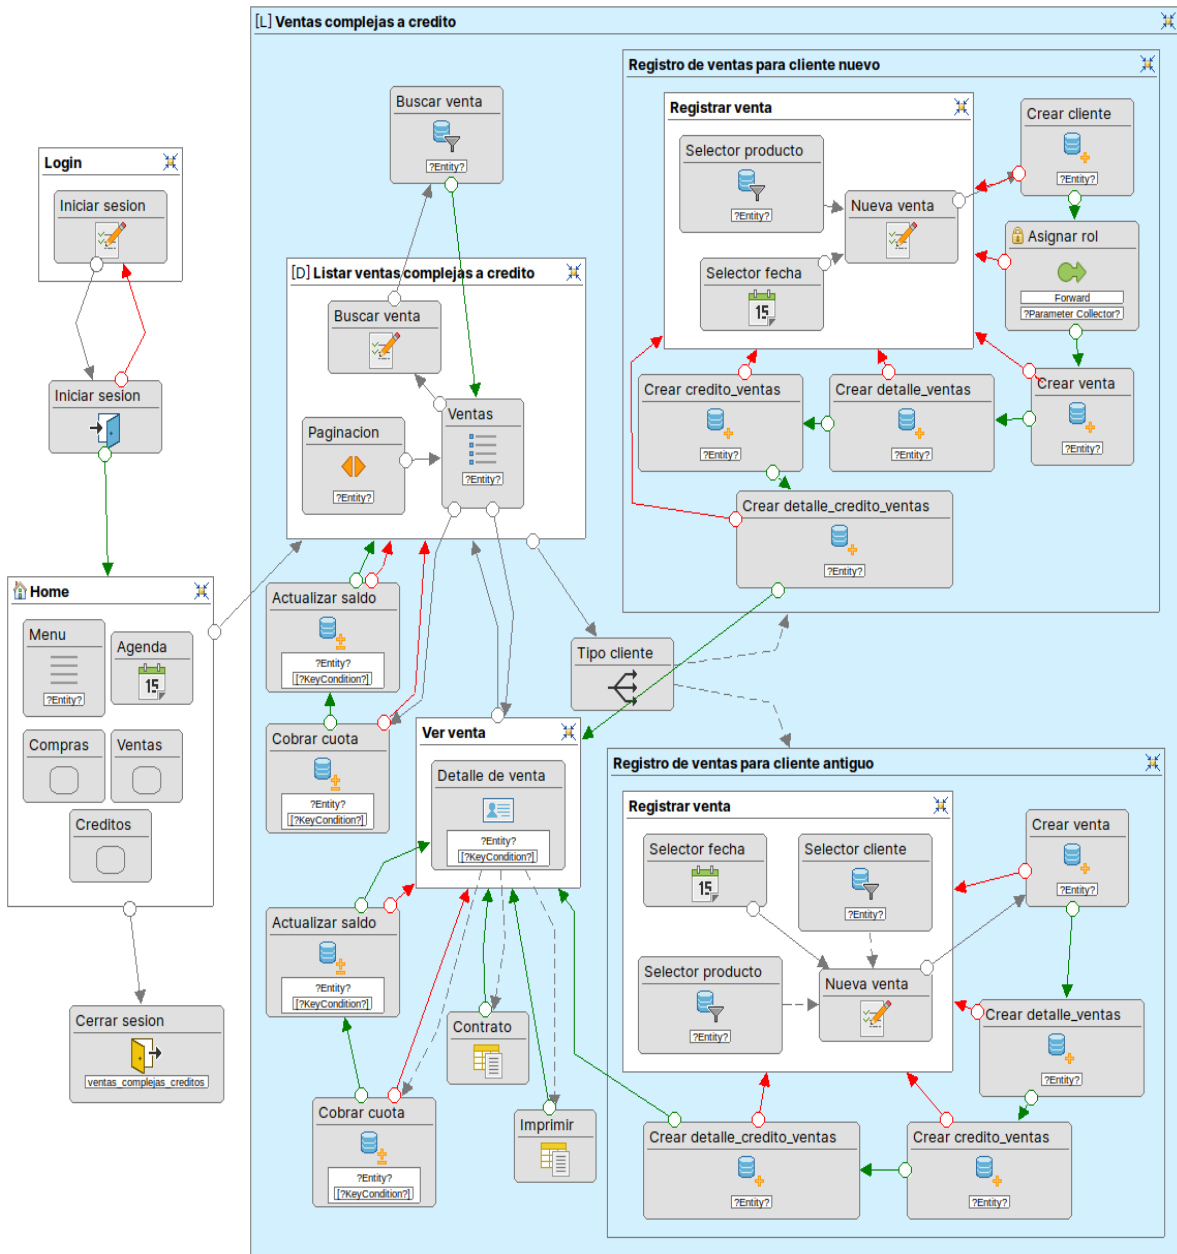 [L] Ventas complejas a credito
Login
Iniciar sesion
Iniciar sesion
Home
Menu
?Entity?
Agenda
15
Compras
Ventas
Creditos
Cerrar sesion
ventas_complejas_creditos
Buscar venta
?Entity?
[D] Listar ventas complejas a credito
Buscar venta
Paginacion
?Entity?
Ventas
?Entity?
Actualizar saldo
?Entity?
[?KeyCondition?]
Cobrar cuota
?Entity?
[?KeyCondition?]
Tipo cliente
Ver venta
Detalle de venta
?Entity?
[?KeyCondition?]
Actualizar saldo
?Entity?
[?KeyCondition?]
Cobrar cuota
?Entity?
[?KeyCondition?]
Contrato
Imprimir
Registro de ventas para cliente nuevo
Registrar venta
Selector producto
?Entity?
Nueva venta
Selector fecha
15
Crear cliente
?Entity?
Asignar rol
Forward
?Parameter Collector?
Crear venta
?Entity?
Crear detalle_ventas
?Entity?
Crear credito_ventas
?Entity?
Crear detalle_credito_ventas
?Entity?
Registro de ventas para cliente antiguo
Registrar venta
Selector fecha
15
Selector cliente
?Entity?
Selector producto
?Entity?
Nueva venta
Crear venta
?Entity?
Crear detalle_ventas
?Entity?
Crear credito_ventas
?Entity?
Crear detalle_credito_ventas
?Entity?